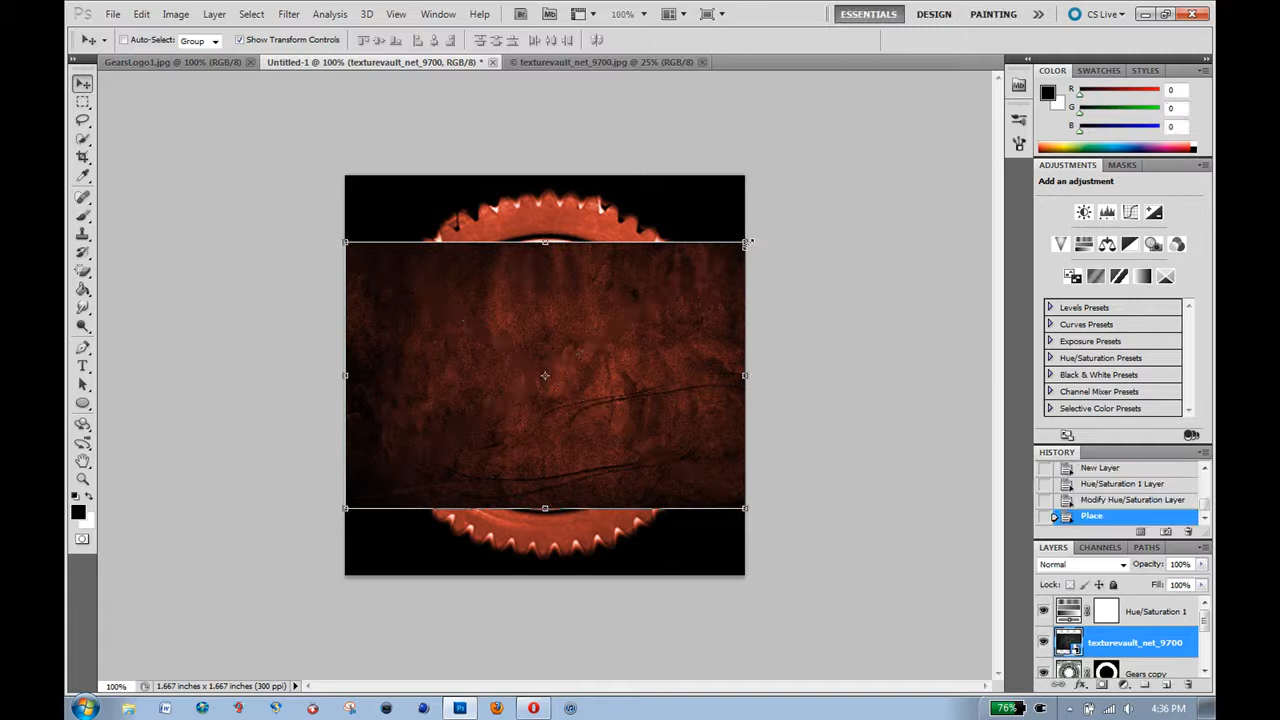 Ps File Edit Image Layer Select Filter Analysis 3D View Window Help Br Mb 100% ESSENTIALS DESIGN PAINTING CS Live
Auto-Select: Group Show Transform Controls
GearsLogo1.jpg @ 100% (RGB/8) Untitled-1 @ 100% (texturevault_net_9700, RGB/8) * © texturevault_net_9700.jpg @ 25% (RGB/8)
COLOR SWATCHES STYLES
Mb
R 0
G 0
B 0
ADJUSTMENTS MASKS
Add an adjustment
Levels Presets
Curves Presets
Exposure Presets
Hue/Saturation Presets
Black & White Presets
Channel Mixer Presets
Selective Color Presets
HISTORY
New Layer
Hue/Saturation 1 Layer
Modify Hue/Saturation Layer
Place
LAYERS CHANNELS PATHS
Normal Opacity: 100%
Lock: Fill: 100%
Hue/Saturation 1
texturevault_net_9700
Gears copy
100% 1.667 inches x 1.667 inches (300 ppi)
76% 4:36 PM